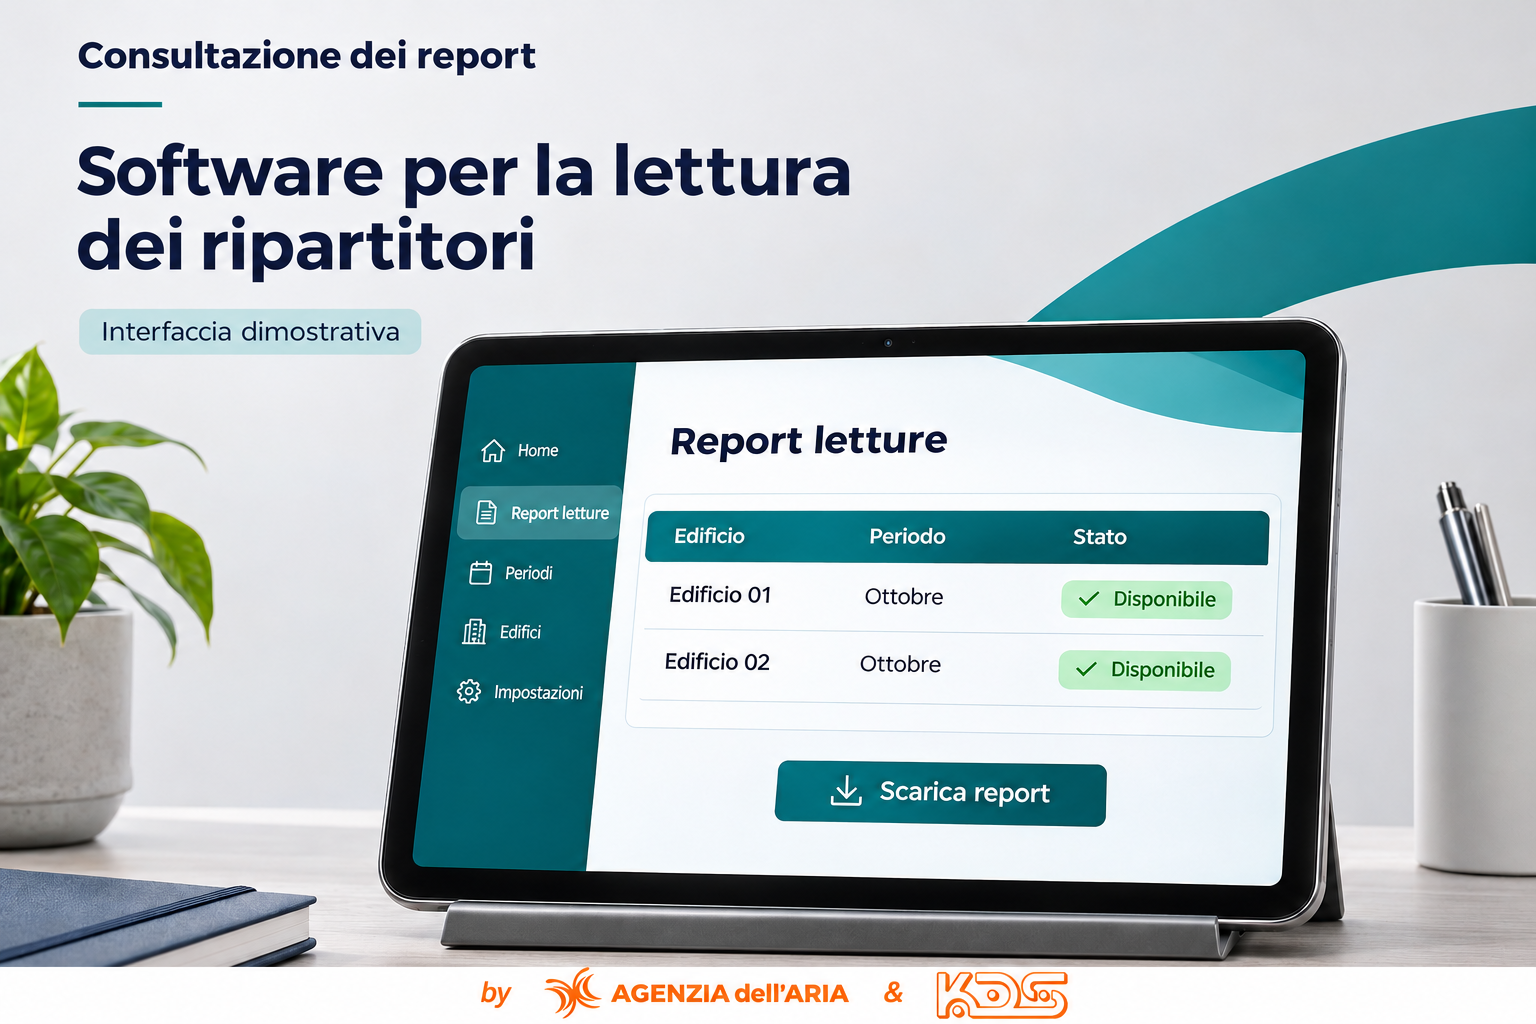 Consultazione dei report
Software per la lettura
dei ripartitori
Interfaccia dimostrativa
Home
Report letture
Periodi
Edifici
Impostazioni
Report letture
Edificio Periodo Stato
Edificio 01 Ottobre Disponibile
Edificio 02 Ottobre Disponibile
Scarica report
by AGENZIA dell'ARIA & KDS